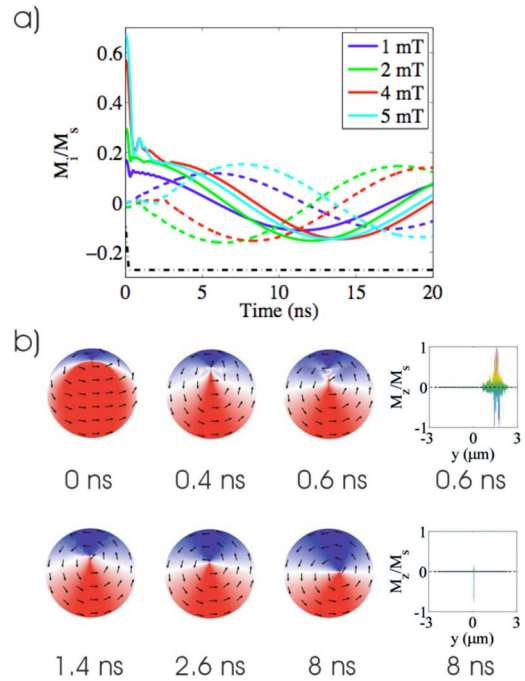 a)
0.6
0.4
0.2
0
−0.2
M_i/M_s
1 mT
2 mT
4 mT
5 mT
0 5 10 15 20
Time (ns)
b)
1
0
-1
M_z/M_s
-3 0 3
y (μm)
0 ns 0.4 ns 0.6 ns 0.6 ns
1
0
-1
M_z/M_s
-3 0 3
y (μm)
1.4 ns 2.6 ns 8 ns 8 ns